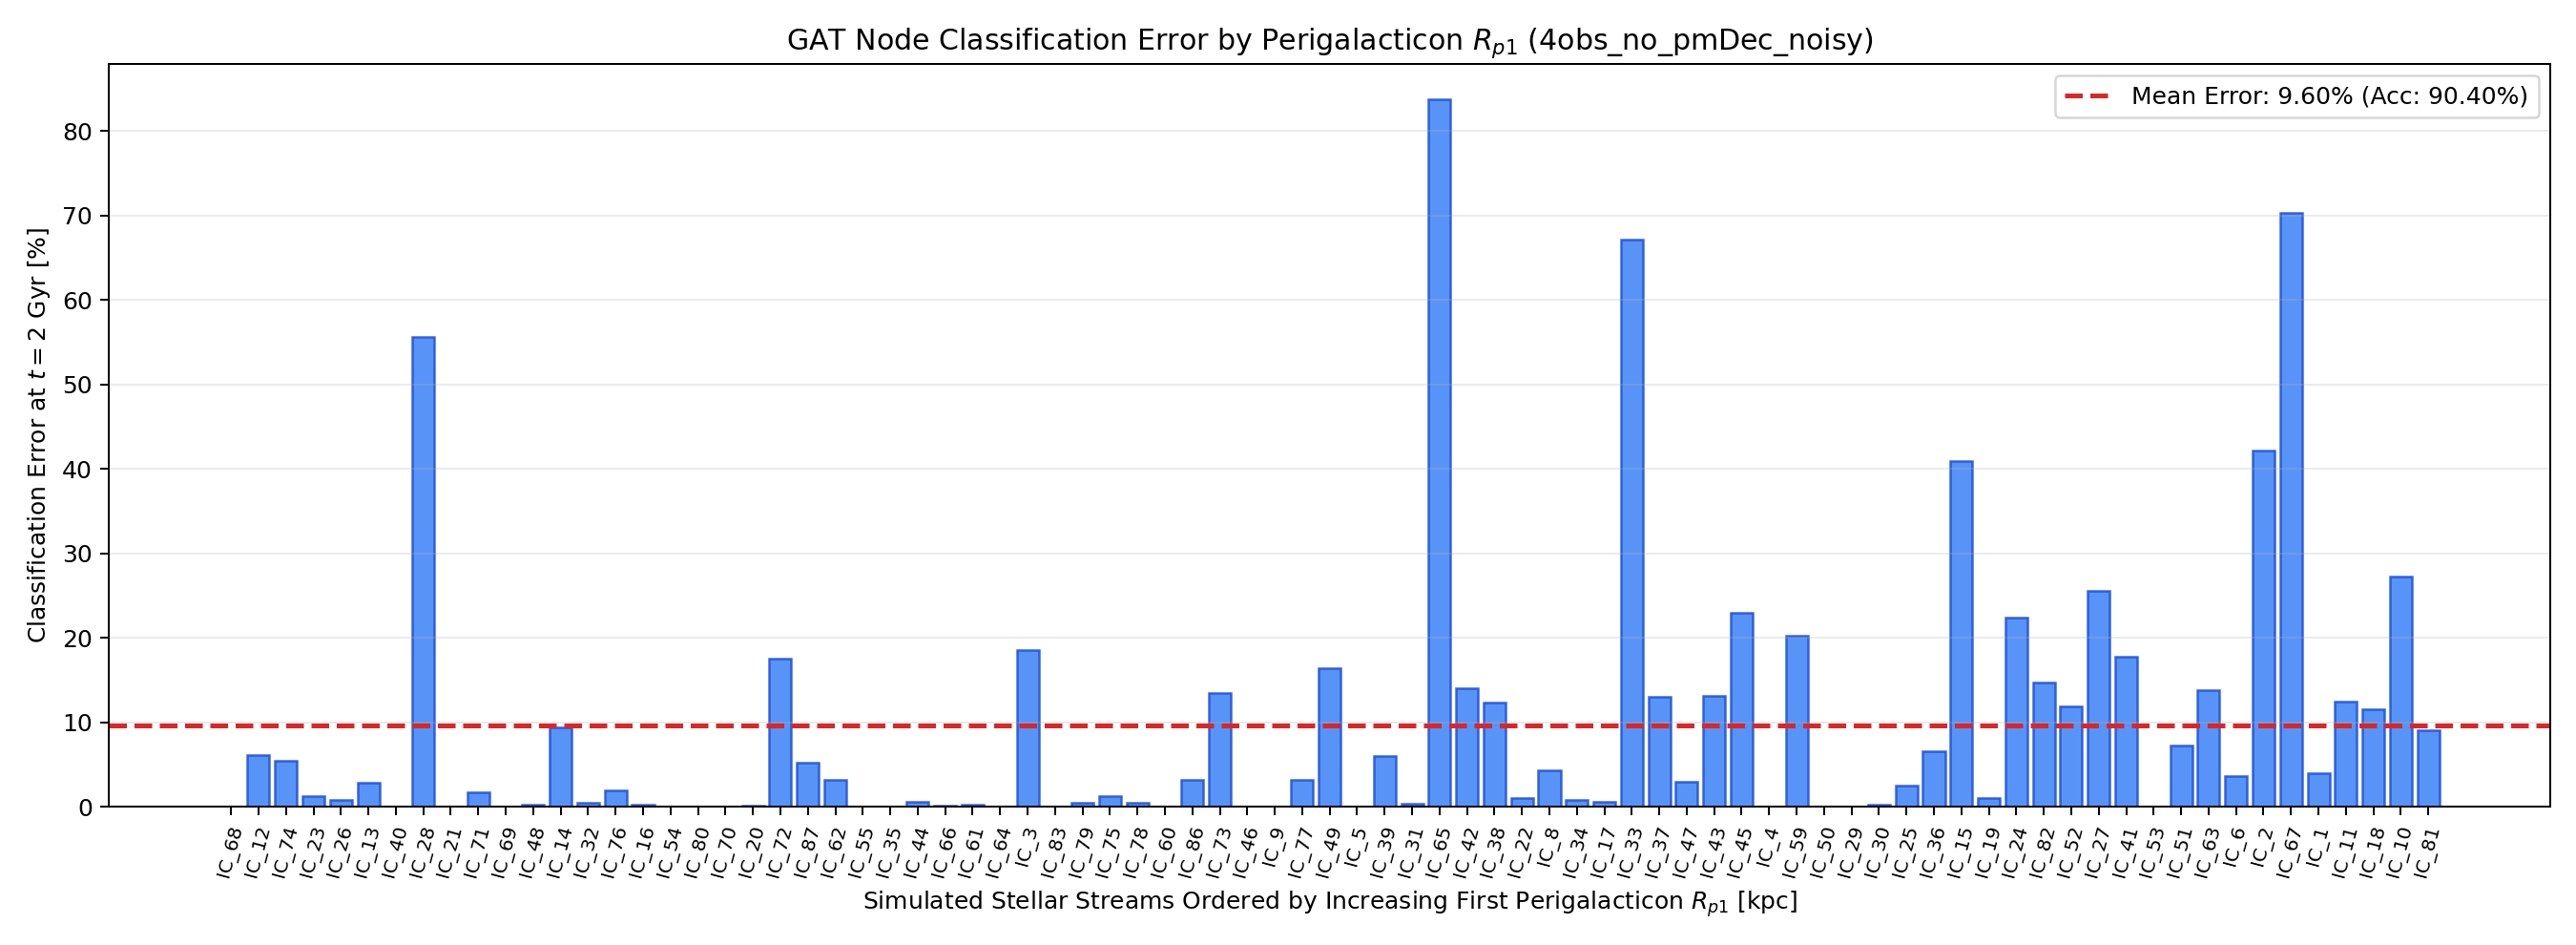 GAT Node Classification Error by Perigalacticon R_p1 (4obs_no_pmDec_noisy)
Mean Error: 9.60% (Acc: 90.40%)
Classification Error at t = 2 Gyr [%]
80
70
60
50
40
30
20
10
0
IC_68 IC_12 IC_74 IC_23 IC_26 IC_13 IC_40 IC_28 IC_21 IC_71 IC_69 IC_48 IC_14 IC_32 IC_76 IC_16 IC_54 IC_80 IC_70 IC_20 IC_72 IC_87 IC_62 IC_55 IC_35 IC_44 IC_66 IC_61 IC_64 IC_3 IC_83 IC_79 IC_75 IC_78 IC_60 IC_86 IC_73 IC_46 IC_9 IC_77 IC_49 IC_5 IC_39 IC_31 IC_65 IC_42 IC_38 IC_22 IC_8 IC_34 IC_17 IC_33 IC_37 IC_47 IC_43 IC_45 IC_4 IC_59 IC_50 IC_29 IC_30 IC_25 IC_36 IC_15 IC_19 IC_24 IC_82 IC_52 IC_27 IC_41 IC_53 IC_51 IC_63 IC_6 IC_2 IC_67 IC_1 IC_11 IC_18 IC_10 IC_81
Simulated Stellar Streams Ordered by Increasing First Perigalacticon R_p1 [kpc]